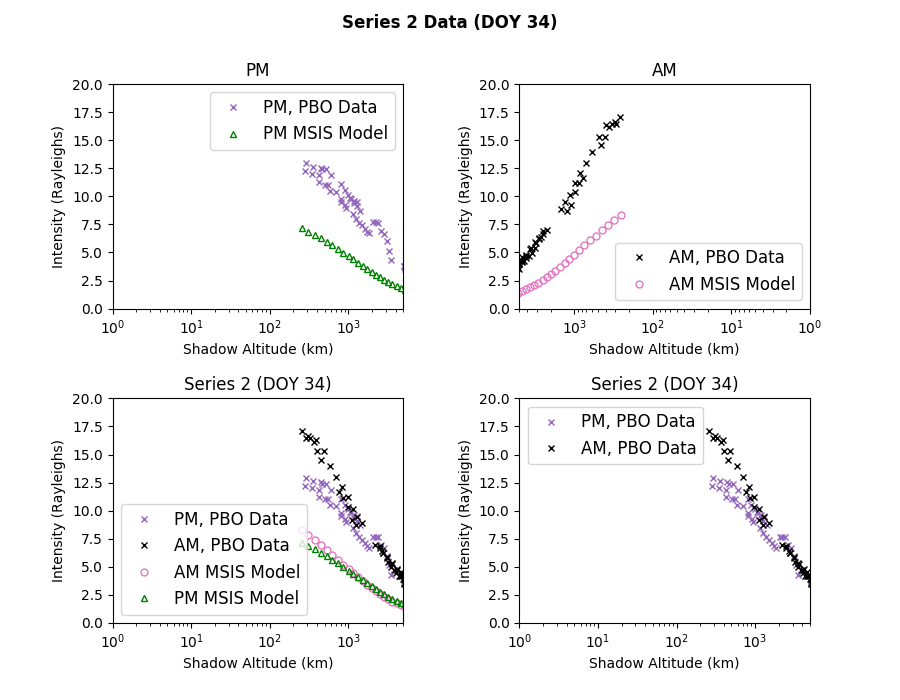 Series 2 Data (DOY 34)
PM
20.0
17.5
15.0
12.5
10.0
7.5
5.0
2.5
0.0
Intensity (Rayleighs)
PM, PBO Data
PM MSIS Model
10⁰
10¹
10²
10³
Shadow Altitude (km)
AM
20.0
17.5
15.0
12.5
10.0
7.5
5.0
2.5
0.0
Intensity (Rayleighs)
AM, PBO Data
AM MSIS Model
10³
10²
10¹
10⁰
Shadow Altitude (km)
Series 2 (DOY 34)
20.0
17.5
15.0
12.5
10.0
7.5
5.0
2.5
0.0
Intensity (Rayleighs)
PM, PBO Data
AM, PBO Data
AM MSIS Model
PM MSIS Model
10⁰
10¹
10²
10³
Shadow Altitude (km)
Series 2 (DOY 34)
20.0
17.5
15.0
12.5
10.0
7.5
5.0
2.5
0.0
Intensity (Rayleighs)
PM, PBO Data
AM, PBO Data
10⁰
10¹
10²
10³
Shadow Altitude (km)